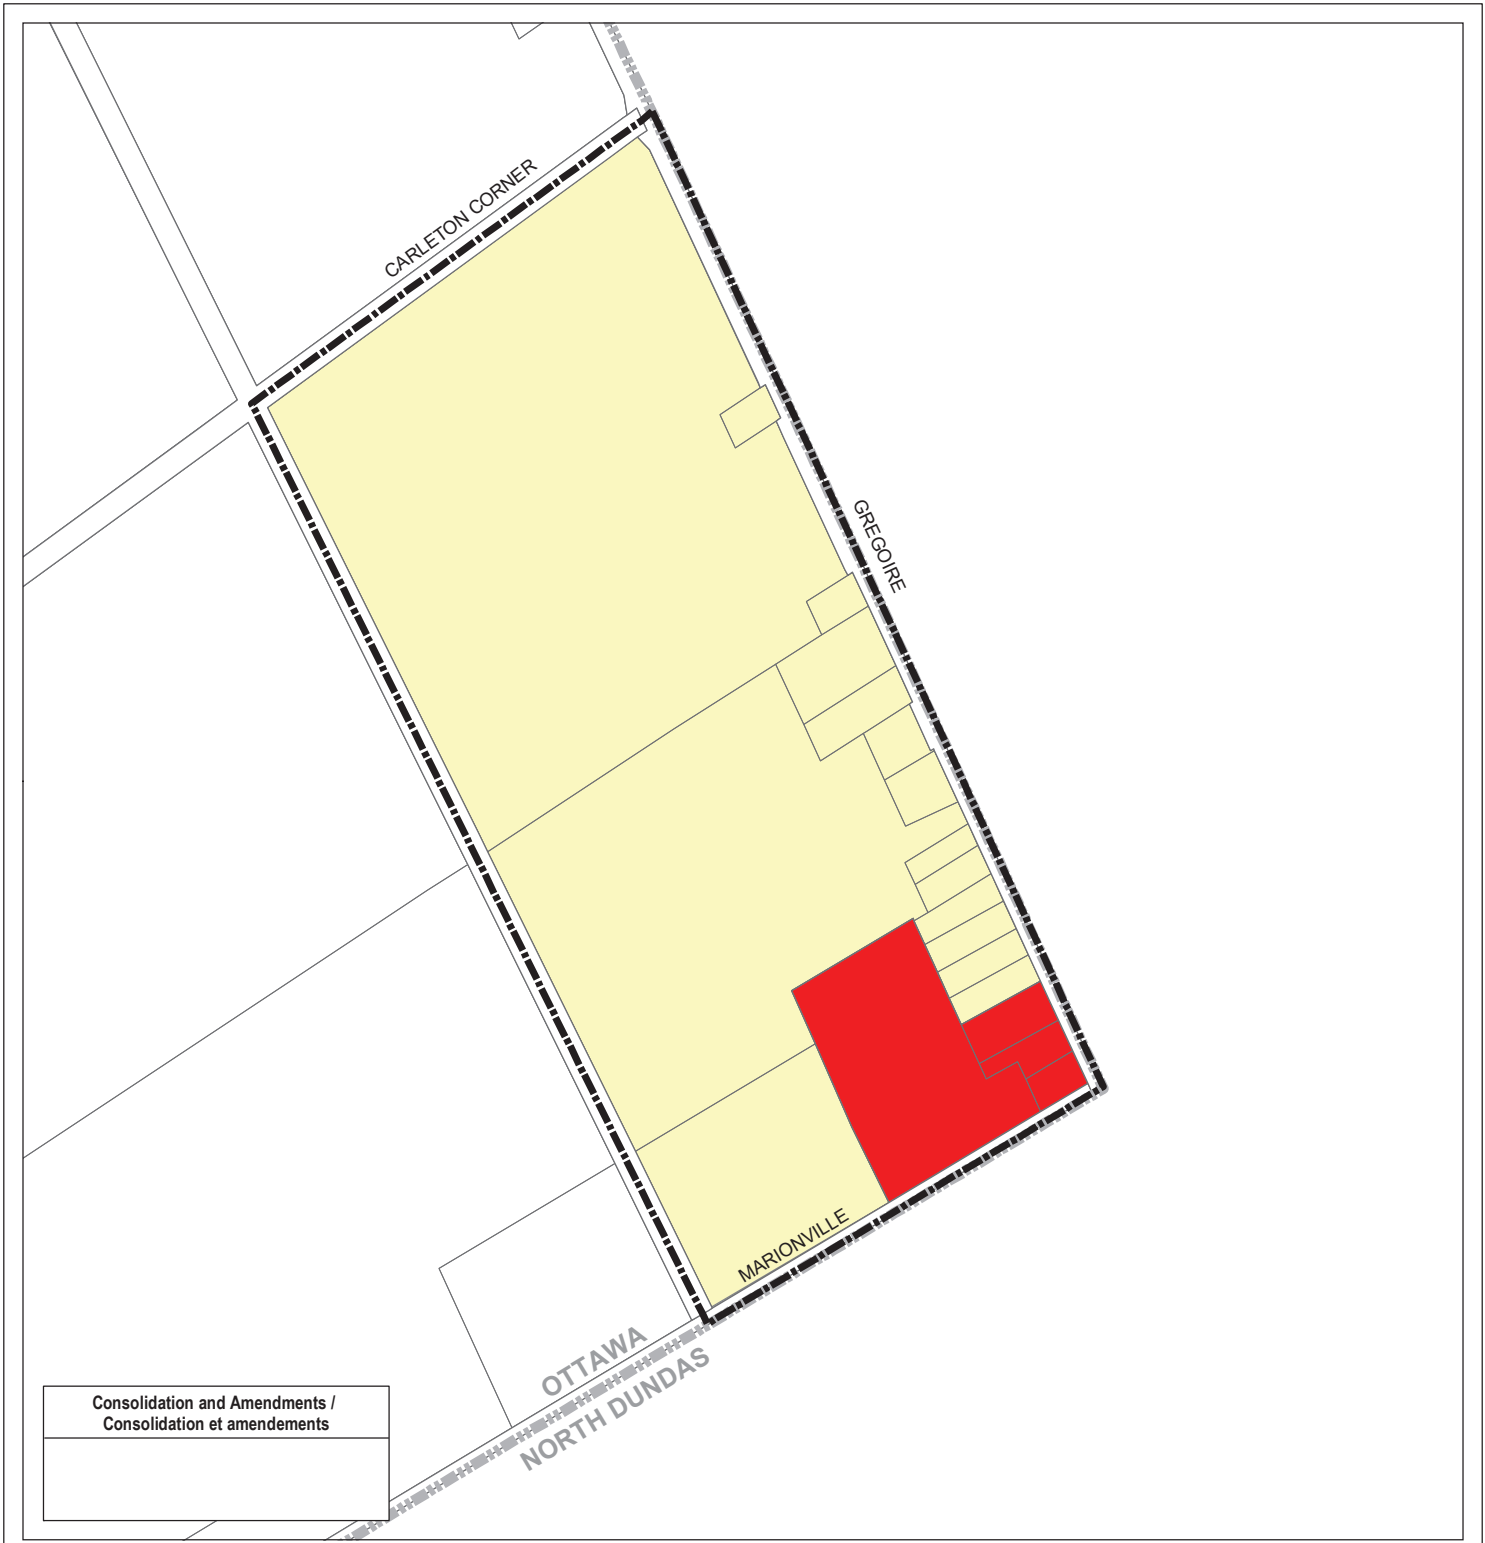 CARLETON CORNER
GREGOIRE
MARIONVILLE
OTTAWA
NORTH DUNDAS
Consolidation and Amendments /
Consolidation et amendements